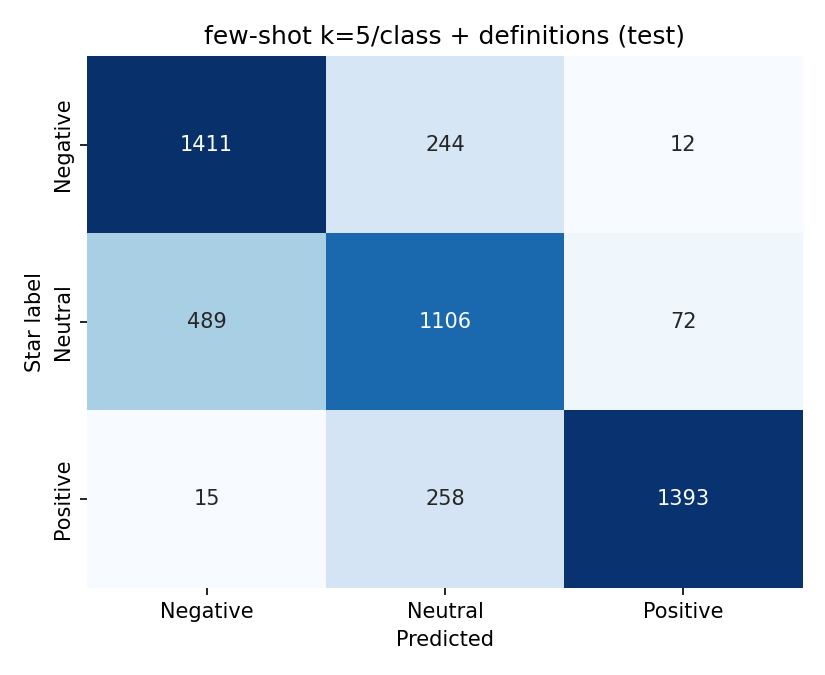 few-shot k=5/class + definitions (test)
Star label
Negative
1411 244 12
Neutral
489 1106 72
Positive
15 258 1393
Negative Neutral Positive
Predicted